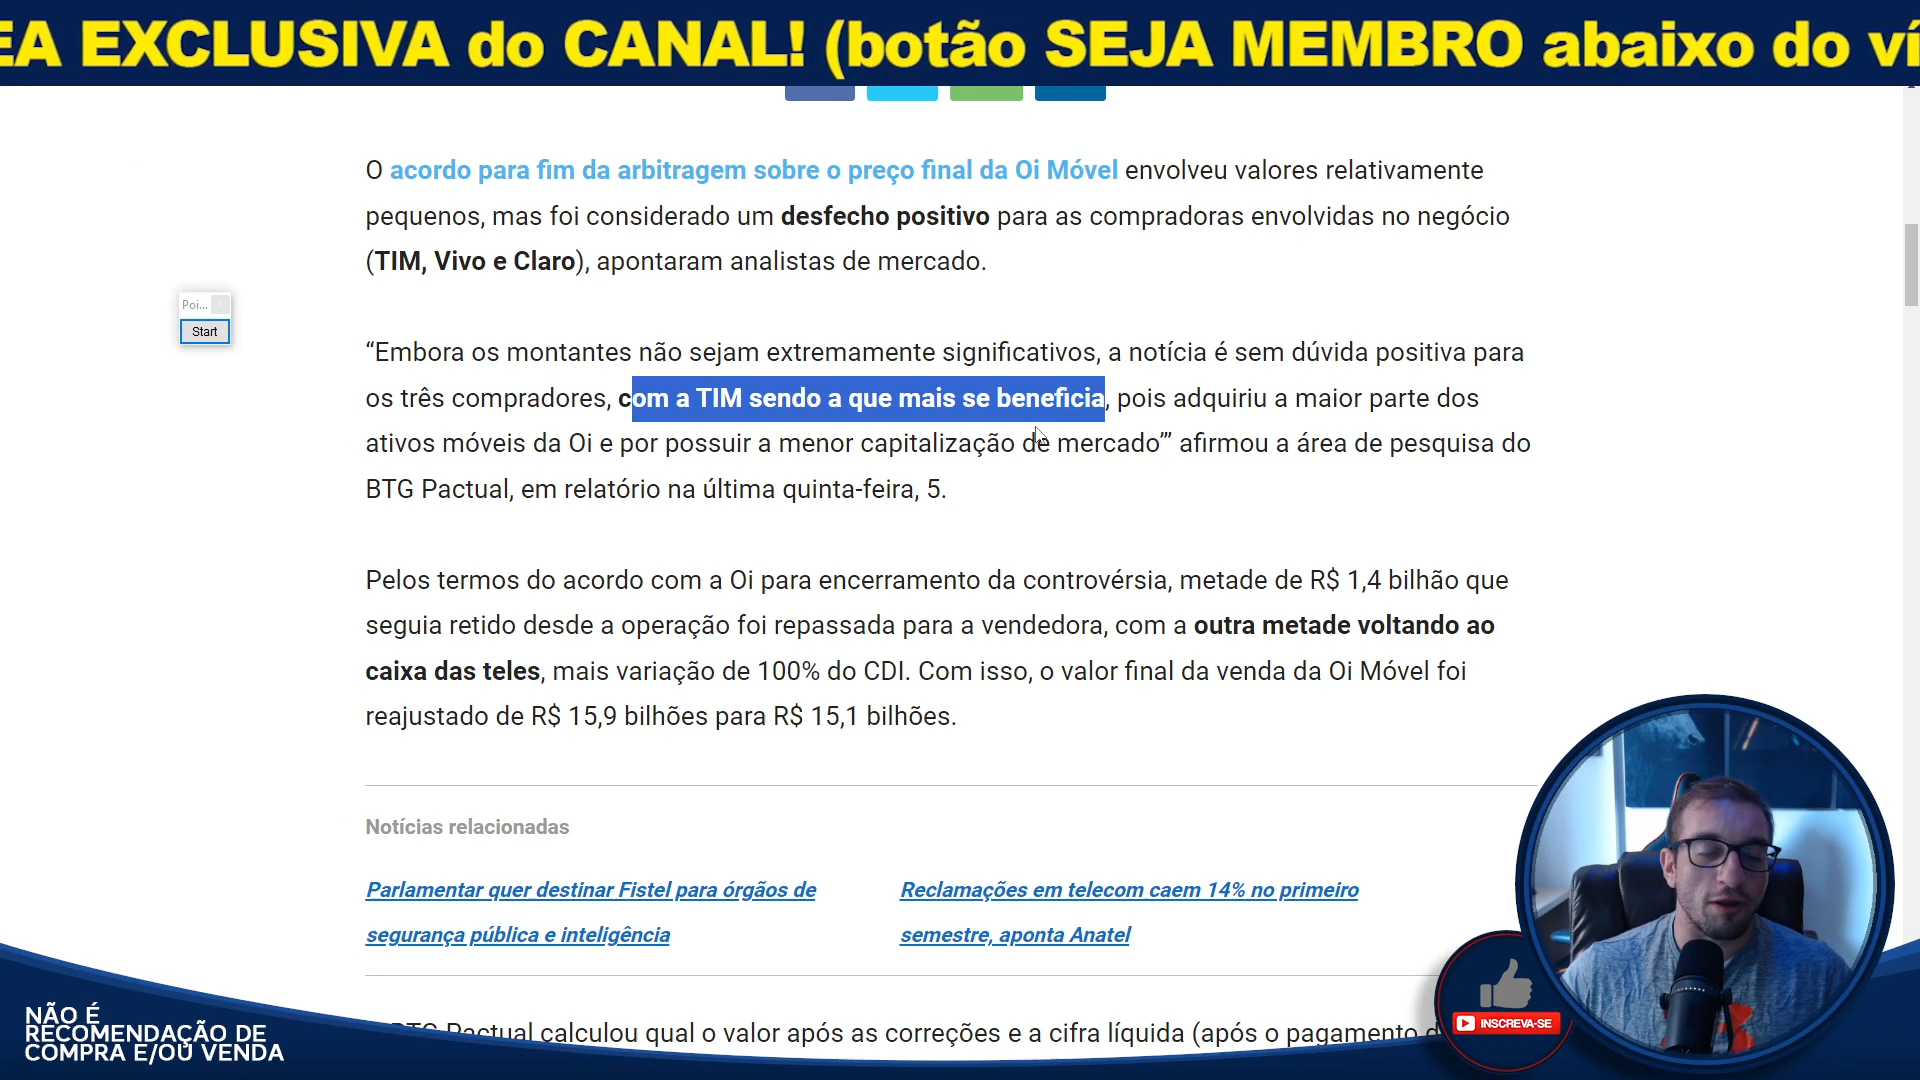 EA EXCLUSIVA do CANAL! (botão SEJA MEMBRO abaixo do ví
O acordo para fim da arbitragem sobre o preço final da Oi Móvel envolveu valores relativamente
pequenos, mas foi considerado um desfecho positivo para as compradoras envolvidas no negócio
(TIM, Vivo e Claro), apontaram analistas de mercado.
Poi...
Start
“Embora os montantes não sejam extremamente significativos, a notícia é sem dúvida positiva para
os três compradores, com a TIM sendo a que mais se beneficia, pois adquiriu a maior parte dos
ativos móveis da Oi e por possuir a menor capitalização de mercado”’ afirmou a área de pesquisa do
BTG Pactual, em relatório na última quinta-feira, 5.
Pelos termos do acordo com a Oi para encerramento da controvérsia, metade de R$ 1,4 bilhão que
seguia retido desde a operação foi repassada para a vendedora, com a outra metade voltando ao
caixa das teles, mais variação de 100% do CDI. Com isso, o valor final da venda da Oi Móvel foi
reajustado de R$ 15,9 bilhões para R$ 15,1 bilhões.
Notícias relacionadas
Parlamentar quer destinar Fistel para órgãos de
segurança pública e inteligência
Reclamações em telecom caem 14% no primeiro
semestre, aponta Anatel
BTG Pactual calculou qual o valor após as correções e a cifra líquida (após o pagamento d
NÃO É
RECOMENDAÇÃO DE
COMPRA E/OU VENDA
INSCREVA-SE